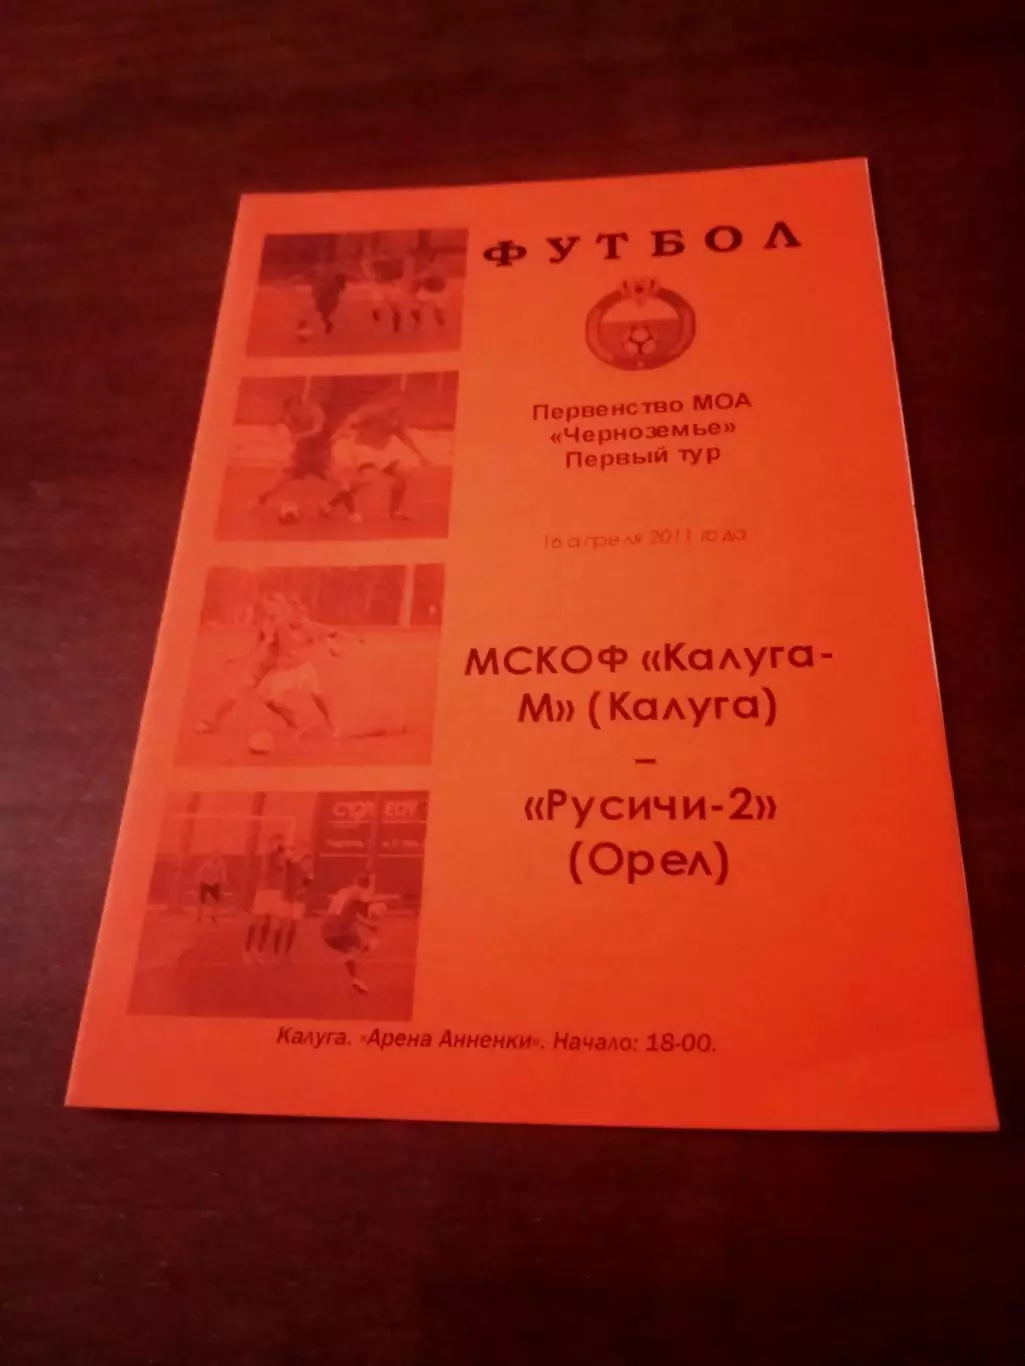 ФУТБОЛ
Первенство МОА
«Черноземье»
Первый тур
16 апреля 2011 года
МСКОФ «Калуга-
М» (Калуга)
–
«Русичи-2»
(Орел)
Калуга. «Арена Анненки». Начало: 18-00.